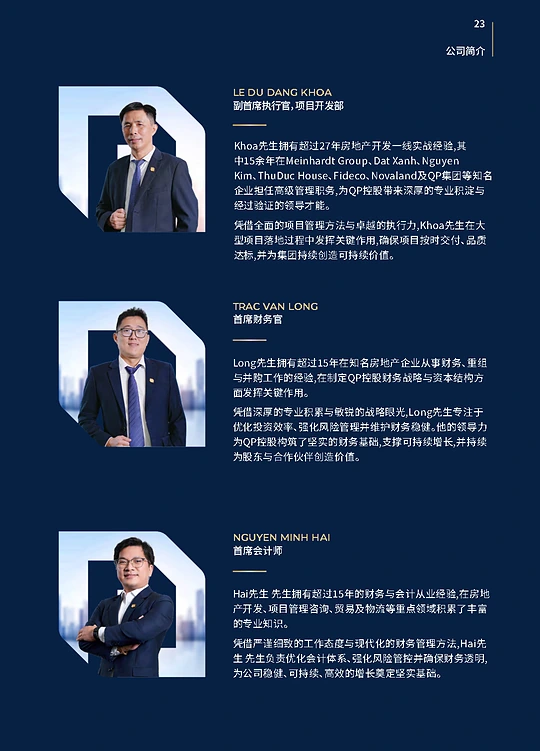 23
公司简介
LE DU DANG KHOA
副首席执行官，项目开发部
Khoa先生拥有超过27年房地产开发一线实战经验，其
中15余年在Meinhardt Group、Dat Xanh、Nguyen
Kim、ThuDuc House、Fideco、Novaland及QP集团等知名
企业担任高级管理职务，为QP控股带来深厚的专业积淀与
经过验证的领导才能。
凭借全面的项目管理方法与卓越的执行力，Khoa先生在大
型项目落地过程中发挥关键作用，确保项目按时交付、品质
达标，并为集团持续创造可持续价值。
TRAC VAN LONG
首席财务官
Long先生拥有超过15年在知名房地产企业从事财务、重组
与并购工作的经验，在制定QP控股财务战略与资本结构方
面发挥关键作用。
凭借深厚的专业积累与敏锐的战略眼光，Long先生专注于
优化投资效率、强化风险管理并维护财务稳健。他的领导力
为QP控股构筑了坚实的财务基础，支撑可持续增长，并持续
为股东与合作伙伴创造价值。
NGUYEN MINH HAI
首席会计师
Hai先生 先生拥有超过15年的财务与会计从业经验，在房地
产开发、项目管理咨询、贸易及物流等重点领域积累了丰富
的专业知识。
凭借严谨细致的工作态度与现代化的财务管理方法，Hai先
生 先生负责优化会计体系、强化风险管控并确保财务透明，
为公司稳健、可持续、高效的增长奠定坚实基础。